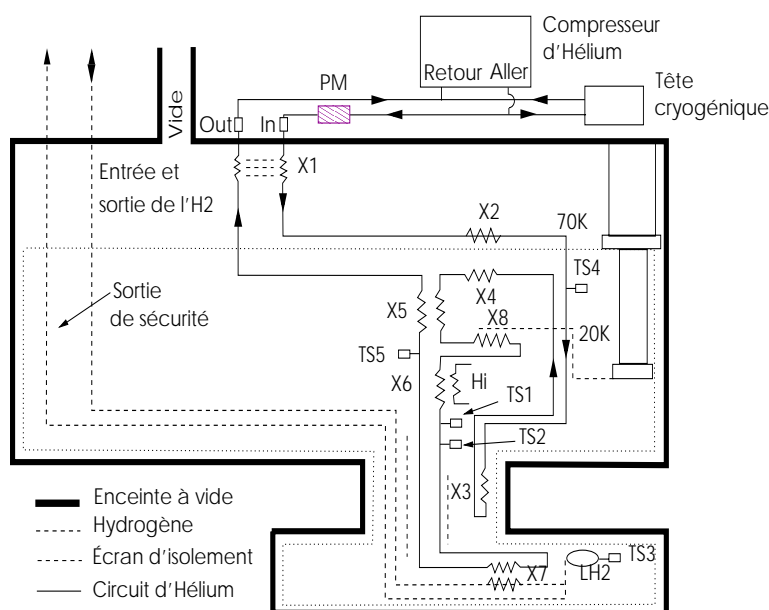 Compresseur
d'Hélium
Retour Aller
PM
Tête
cryogénique
Vide
Out
In
X1
Entrée et
sortie de l'H2
X2
70K
TS4
Sortie
de sécurité
X4
X5
X8
20K
TS5
X6
Hi
TS1
TS2
X3
Enceinte à vide
Hydrogène
Écran d'isolement
Circuit d'Hélium
X7
LH2
TS3